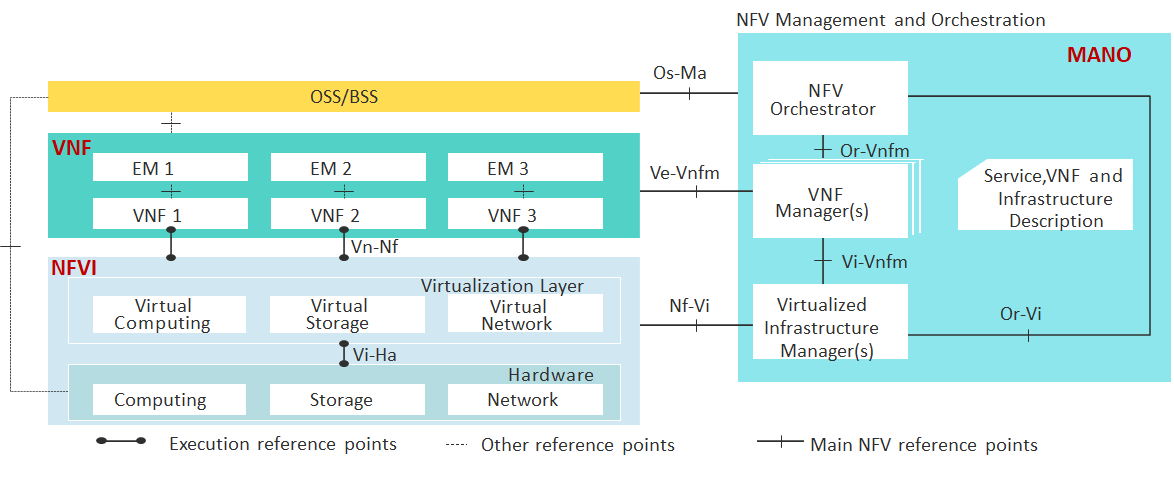 NFV Management and Orchestration
MANO
Os-Ma
OSS/BSS
NFV
Orchestrator
Or-Vnfm
VNF
EM 1
EM 2
EM 3
Ve-Vnfm
VNF
Manager(s)
Service,VNF and
Infrastructure
Description
VNF 1
VNF 2
VNF 3
Vn-Nf
Vi-Vnfm
NFVI
Virtualization Layer
Virtual
Computing
Virtual
Storage
Virtual
Network
Nf-Vi
Virtualized
Infrastructure
Manager(s)
Or-Vi
Vi-Ha
Hardware
Computing
Storage
Network
Execution reference points
Other reference points
Main NFV reference points